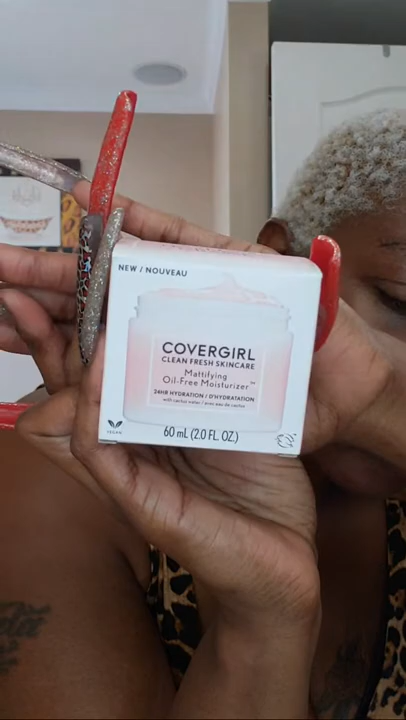 NEW / NOUVEAU
COVERGIRL
CLEAN FRESH SKINCARE
Mattifying
Oil-Free Moisturizer™
24HR HYDRATION / D'HYDRATATION
with cactus water / avec eau de cactus
VEGAN
60 mL (2.0 FL. OZ.)